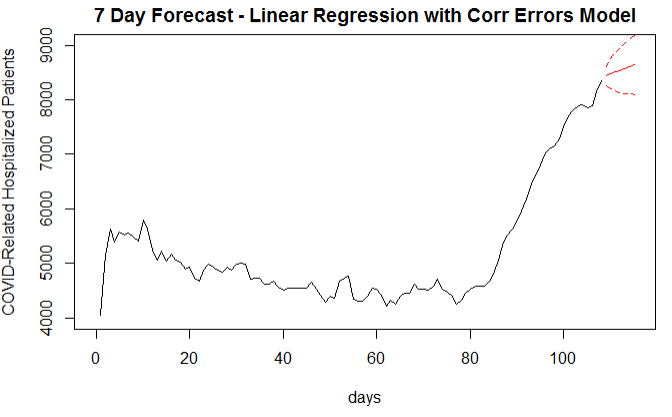 7 Day Forecast - Linear Regression with Corr Errors Model
COVID-Related Hospitalized Patients
9000
8000
7000
6000
5000
4000
0 20 40 60 80 100
days